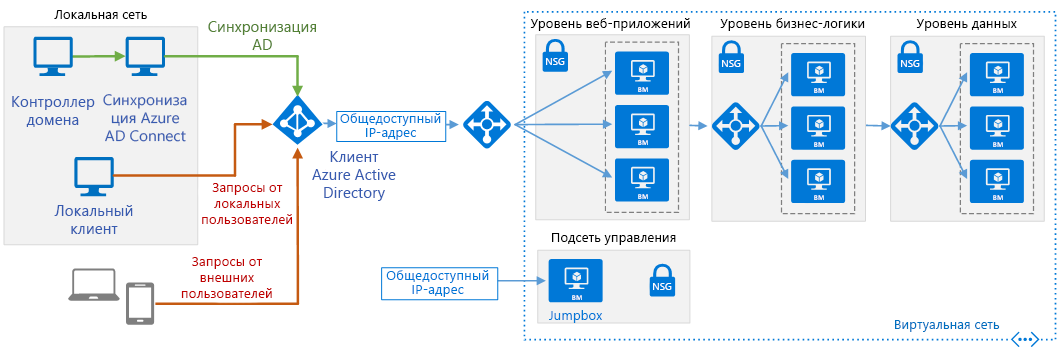 Локальная сеть
Контроллер
домена
Синхрониза
ция Azure
AD Connect
Локальный
клиент
Синхронизация
AD
Запросы от
локальных
пользователей
Запросы от
внешних
пользователей
Клиент
Azure Active
Directory
Общедоступный
IP-адрес
Уровень веб-приложений
NSG
ВМ
ВМ
ВМ
Уровень бизнес-логики
NSG
ВМ
ВМ
ВМ
Уровень данных
NSG
ВМ
ВМ
ВМ
Подсеть управления
Общедоступный
IP-адрес
ВМ
Jumpbox
NSG
Виртуальная сеть